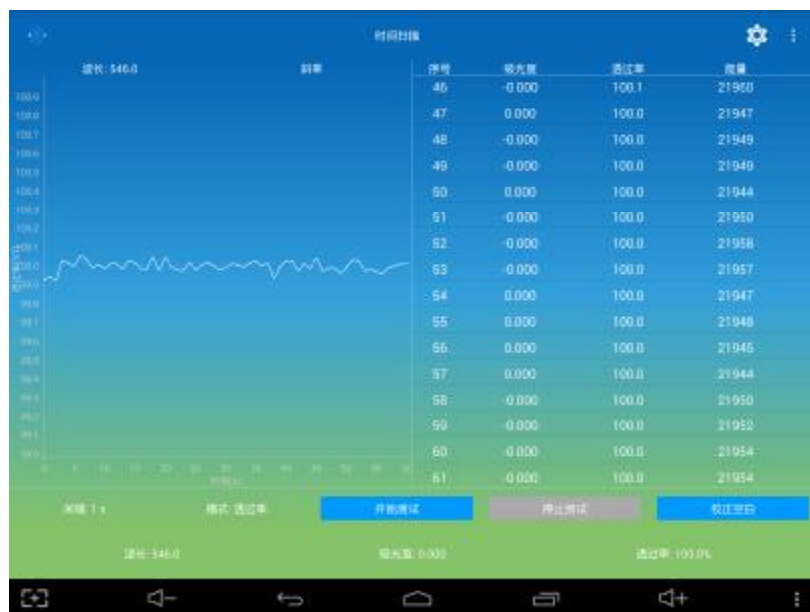 时间扫描
波长: 546.0 斜率
序号 吸光度 透过率 能量
46 -0.000 100.1 21960
47 0.000 100.0 21947
48 -0.000 100.0 21949
49 -0.000 100.0 21949
50 0.000 100.0 21944
51 -0.000 100.0 21950
52 -0.000 100.0 21958
53 -0.000 100.0 21957
54 0.000 100.0 21947
55 0.000 100.0
56 0.000 100.0
57 0.000 100.0 21944
58 -0.000 100.0 21950
59 -0.000 100.0 21952
60 -0.000 100.0 21954
61 -0.000 100.0 21954
间隔: 1 s 模式: 透过率 开始测试 停止测试 校正空白
波长: 546.0 吸光度: 0.000 透过率: 100.0%